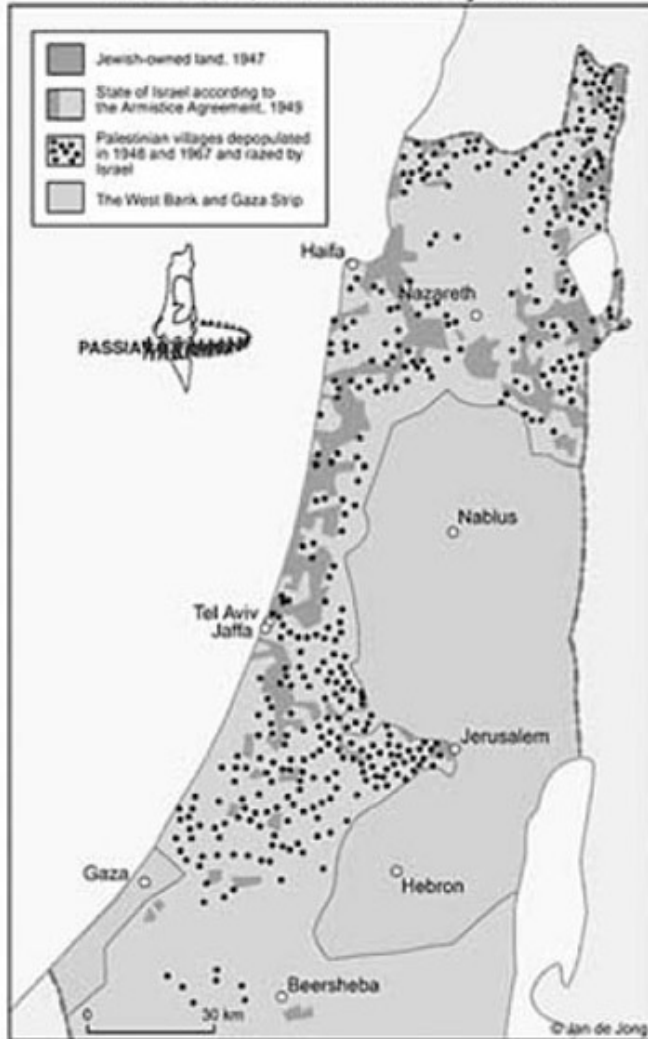 Jewish-owned land, 1947
State of Israel according to
the Armistice Agreement, 1949
Palestinian villages depopulated
in 1948 and 1967 and razed by
Israel
The West Bank and Gaza Strip
Haifa
Nazareth
PASSIA
Nablus
Tel Aviv
Jaffa
Jerusalem
Gaza
Hebron
Beersheba
0 30 km
© Jan de Jong